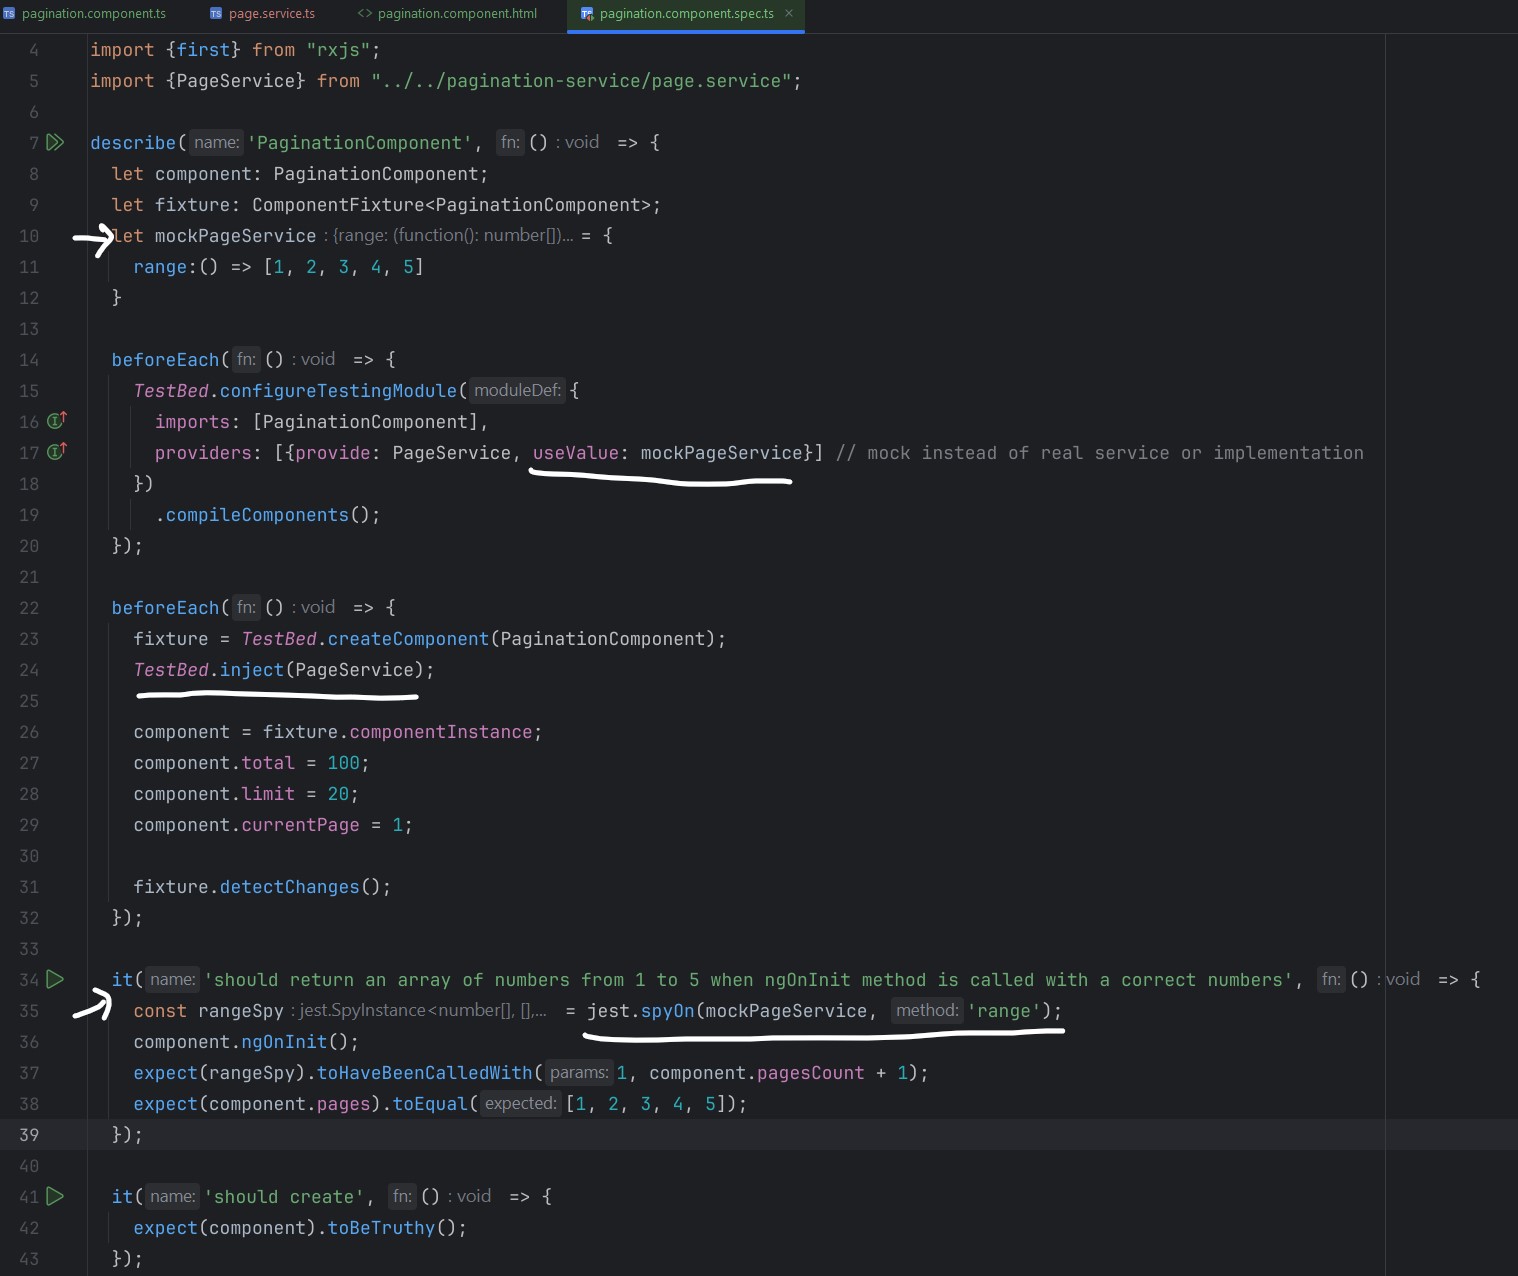 pagination.component.ts page.service.ts <> pagination.component.html pagination.component.spec.ts ×
4 import {first} from "rxjs";
5 import {PageService} from "../../pagination-service/page.service";
6
7 describe( name: 'PaginationComponent', fn: () : void => {
8 let component: PaginationComponent;
9 let fixture: ComponentFixture<PaginationComponent>;
10 let mockPageService : {range: (function(): number[])... = {
11 range:() => [1, 2, 3, 4, 5]
12 }
13
14 beforeEach( fn: () : void => {
15 TestBed.configureTestingModule( moduleDef: {
16 imports: [PaginationComponent],
17 providers: [{provide: PageService, useValue: mockPageService}] // mock instead of real service or implementation
18 })
19 .compileComponents();
20 });
21
22 beforeEach( fn: () : void => {
23 fixture = TestBed.createComponent(PaginationComponent);
24 TestBed.inject(PageService);
25
26 component = fixture.componentInstance;
27 component.total = 100;
28 component.limit = 20;
29 component.currentPage = 1;
30
31 fixture.detectChanges();
32 });
33
34 it( name: 'should return an array of numbers from 1 to 5 when ngOnInit method is called with a correct numbers', fn: () : void => {
35 const rangeSpy : jest.SpyInstance<number[], [],... = jest.spyOn(mockPageService, method: 'range');
36 component.ngOnInit();
37 expect(rangeSpy).toHaveBeenCalledWith( params: 1, component.pagesCount + 1);
38 expect(component.pages).toEqual( expected: [1, 2, 3, 4, 5]);
39 });
40
41 it( name: 'should create', fn: () : void => {
42 expect(component).toBeTruthy();
43 });